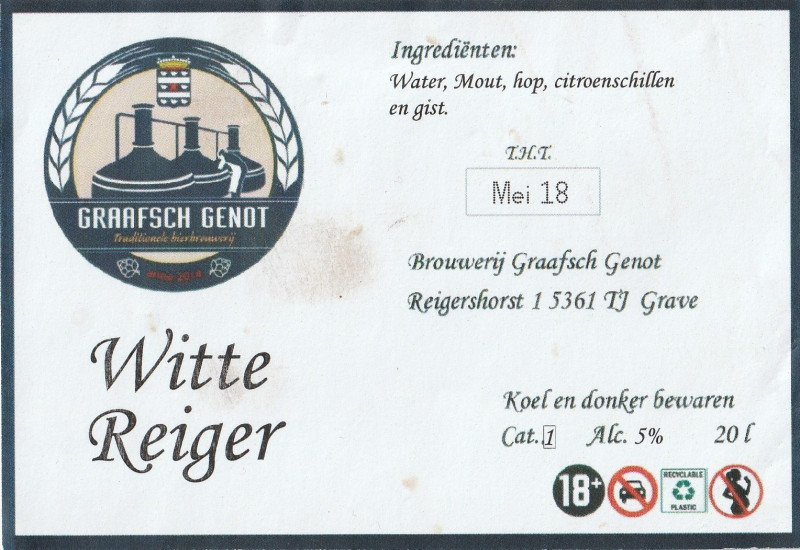 GRAAFSCH GENOT
Traditionele bierbrouwerij
Witte
Reiger
Ingrediënten:
Water, Mout, hop, citroenschillen
en gist.
T.H.T.
Mei 18
Brouwerij Graafsch Genot
Reigershorst 1 5361 TJ Grave
Koel en donker bewaren
Cat.1 Alc. 5% 20 l
18+
RECYCLABLE
PLASTIC